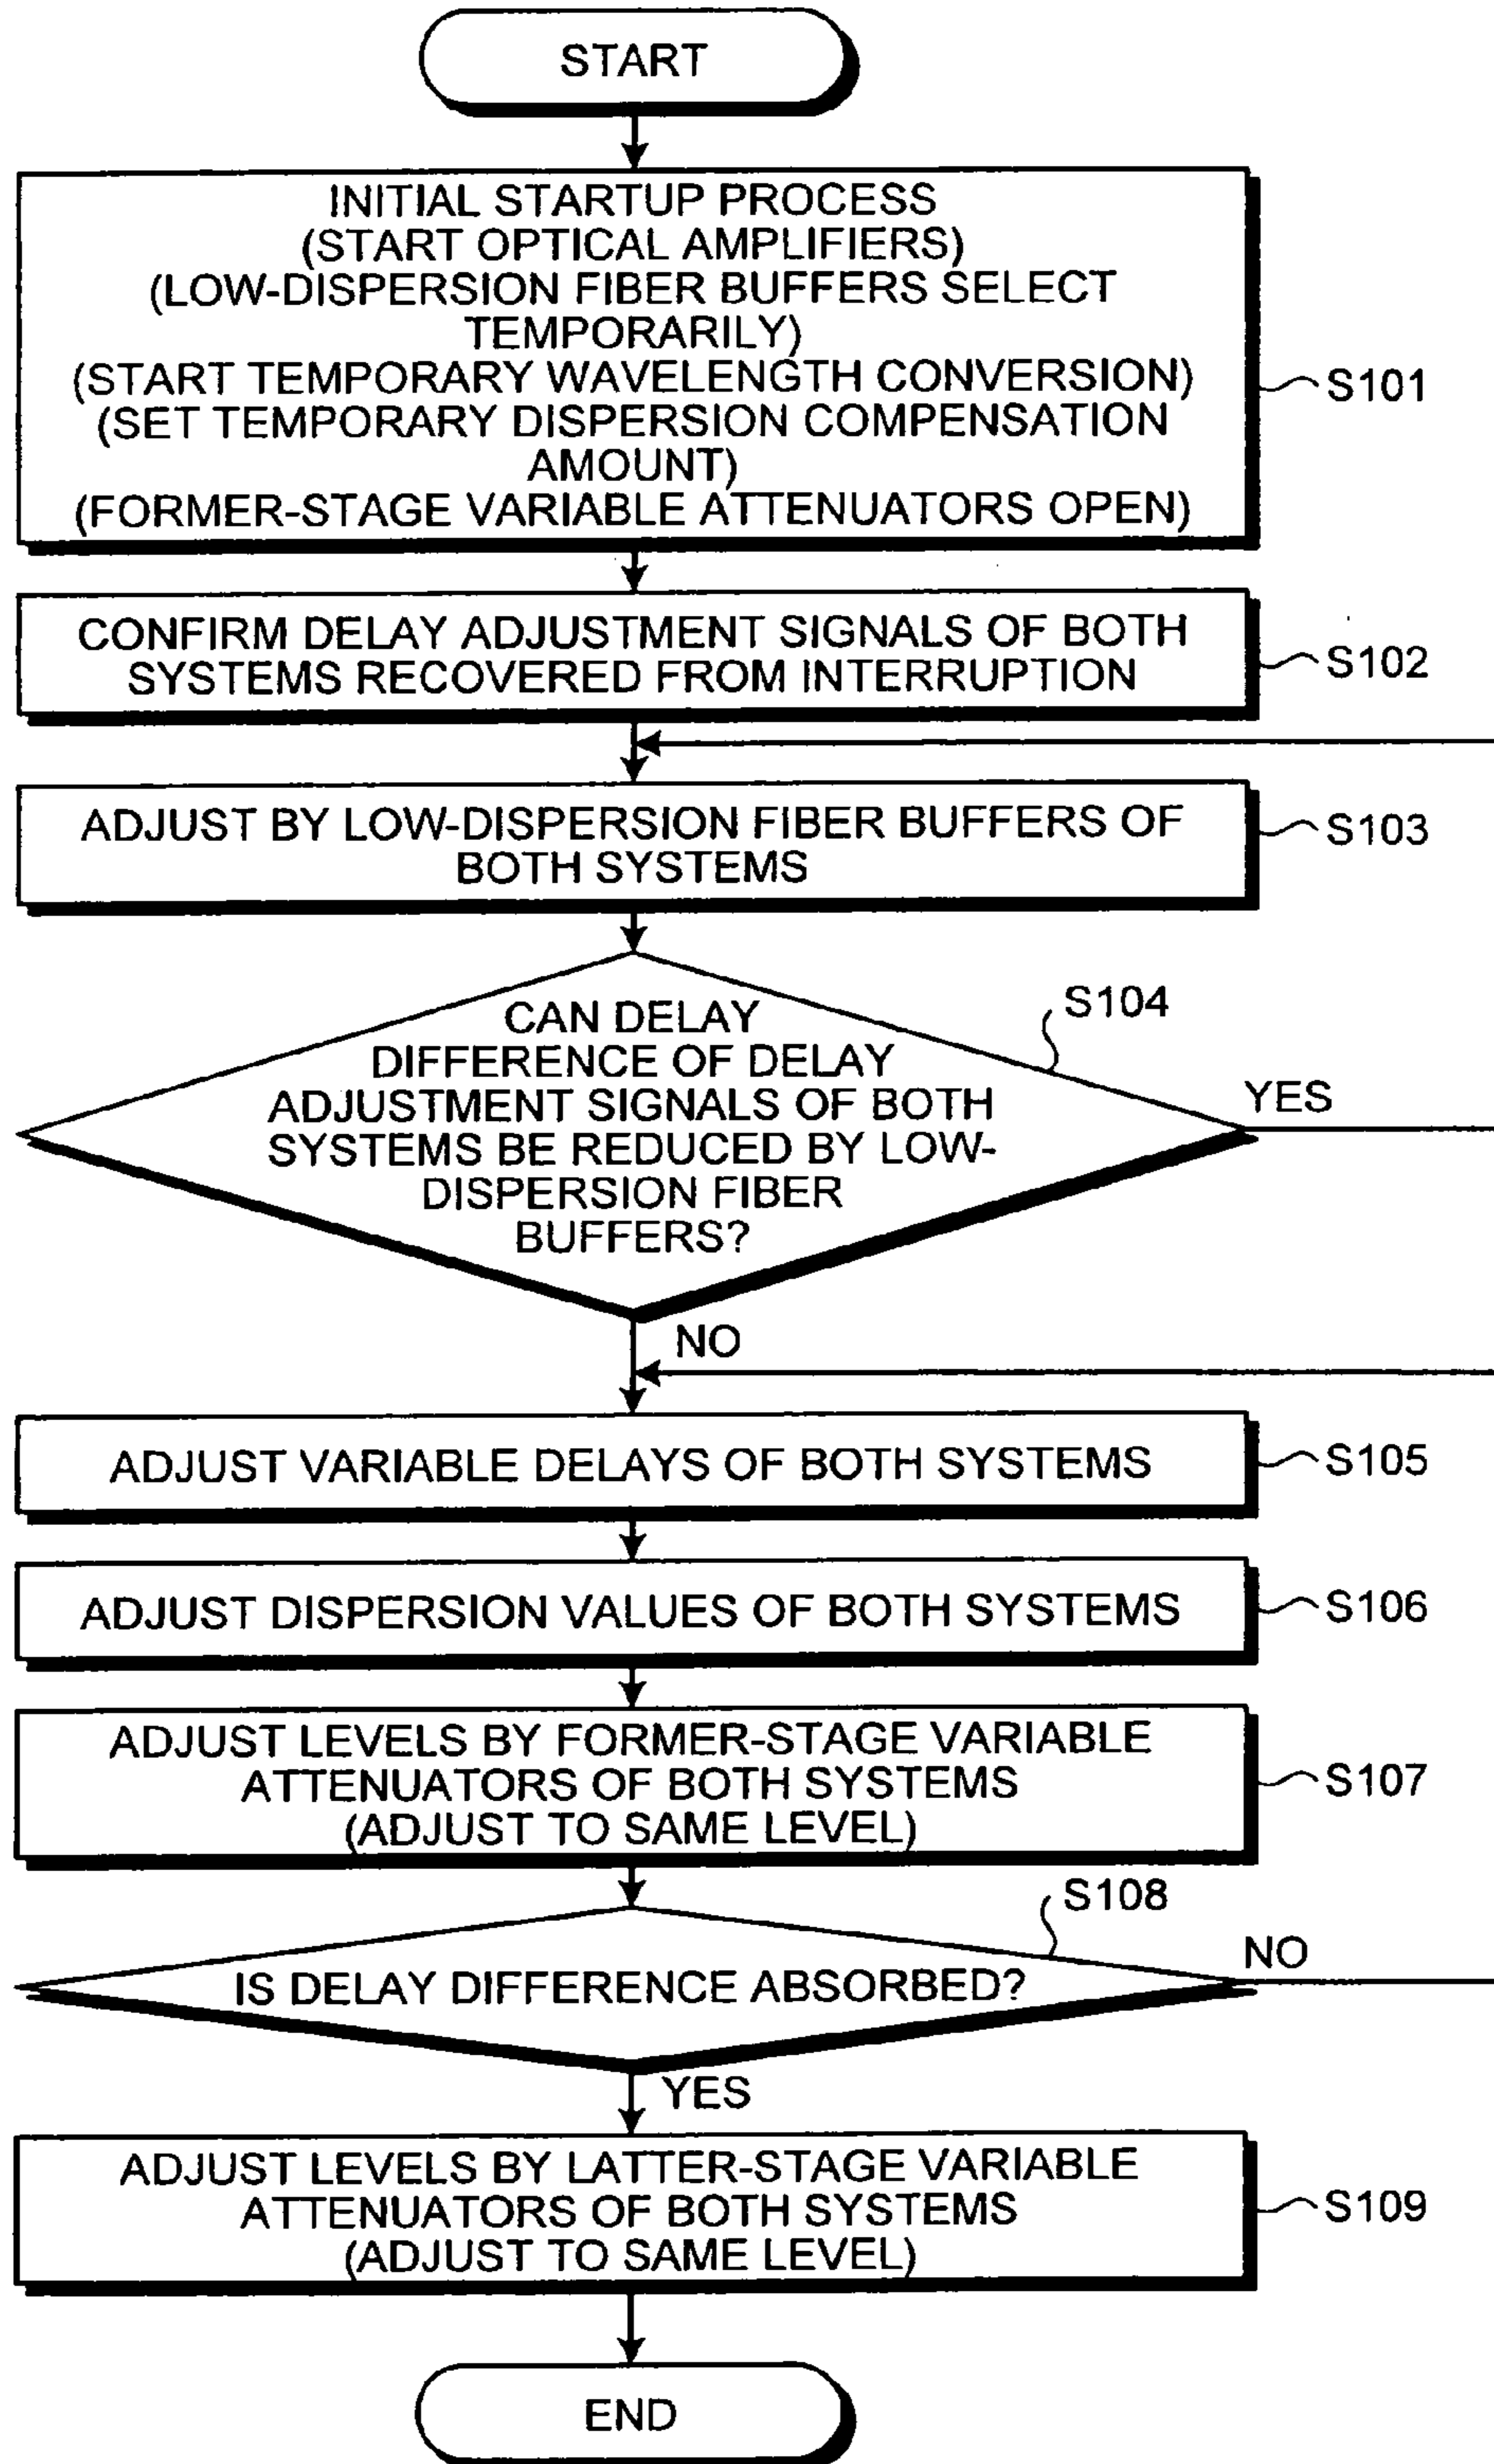 START
INITIAL STARTUP PROCESS
(START OPTICAL AMPLIFIERS)
(LOW-DISPERSION FIBER BUFFERS SELECT
TEMPORARILY)
(START TEMPORARY WAVELENGTH CONVERSION)
(SET TEMPORARY DISPERSION COMPENSATION
AMOUNT)
(FORMER-STAGE VARIABLE ATTENUATORS OPEN)
S101
CONFIRM DELAY ADJUSTMENT SIGNALS OF BOTH
SYSTEMS RECOVERED FROM INTERRUPTION
S102
ADJUST BY LOW-DISPERSION FIBER BUFFERS OF
BOTH SYSTEMS
S103
CAN DELAY
DIFFERENCE OF DELAY
ADJUSTMENT SIGNALS OF BOTH
SYSTEMS BE REDUCED BY LOW-
DISPERSION FIBER
BUFFERS?
S104
YES
NO
ADJUST VARIABLE DELAYS OF BOTH SYSTEMS
S105
ADJUST DISPERSION VALUES OF BOTH SYSTEMS
S106
ADJUST LEVELS BY FORMER-STAGE VARIABLE
ATTENUATORS OF BOTH SYSTEMS
(ADJUST TO SAME LEVEL)
S107
IS DELAY DIFFERENCE ABSORBED?
S108
NO
YES
ADJUST LEVELS BY LATTER-STAGE VARIABLE
ATTENUATORS OF BOTH SYSTEMS
(ADJUST TO SAME LEVEL)
S109
END